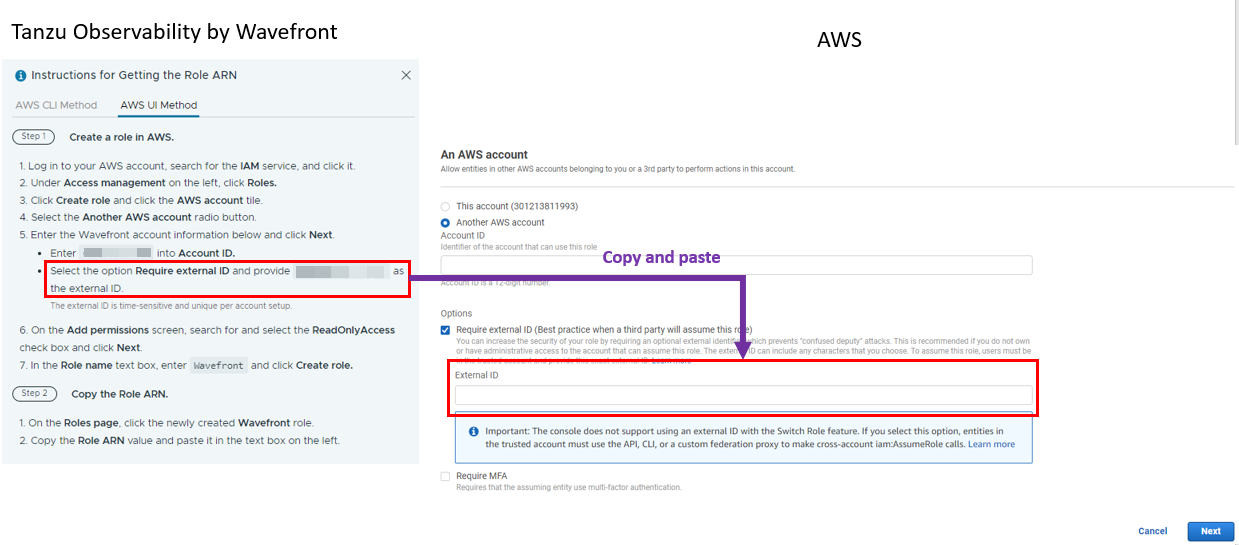 Tanzu Observability by Wavefront
AWS
Instructions for Getting the Role ARN
AWS CLI Method
AWS UI Method
Step 1
Create a role in AWS.
1. Log in to your AWS account, search for the IAM service, and click it.
2. Under Access management on the left, click Roles.
3. Click Create role and click the AWS account tile.
4. Select the Another AWS account radio button.
5. Enter the Wavefront account information below and click Next.
• Enter into Account ID.
• Select the option Require external ID and provide as
the external ID.
The external ID is time-sensitive and unique per account setup.
6. On the Add permissions screen, search for and select the ReadOnlyAccess
check box and click Next.
7. In the Role name text box, enter Wavefront and click Create role.
Step 2
Copy the Role ARN.
1. On the Roles page, click the newly created Wavefront role.
2. Copy the Role ARN value and paste it in the text box on the left.
An AWS account
Allow entities in other AWS accounts belonging to you or a 3rd party to perform actions in this account.
This account (301213811993)
Another AWS account
Account ID
Identifier of the account that can use this role
Copy and paste
Account ID is a 12-digit number.
Options
Require external ID (Best practice when a third party will assume this role)
You can increase the security of your role by requiring an optional external identifier, which prevents "confused deputy" attacks. This is recommended if you do not own
or have administrative access to the account that can assume this role. The external ID can include any characters that you choose. To assume this role, users must be
in the trusted account and provide this exact external ID. Learn more
External ID
Important: The console does not support using an external ID with the Switch Role feature. If you select this option, entities in
the trusted account must use the API, CLI, or a custom federation proxy to make cross-account iam:AssumeRole calls. Learn more
Require MFA
Requires that the assuming entity use multi-factor authentication.
Cancel
Next